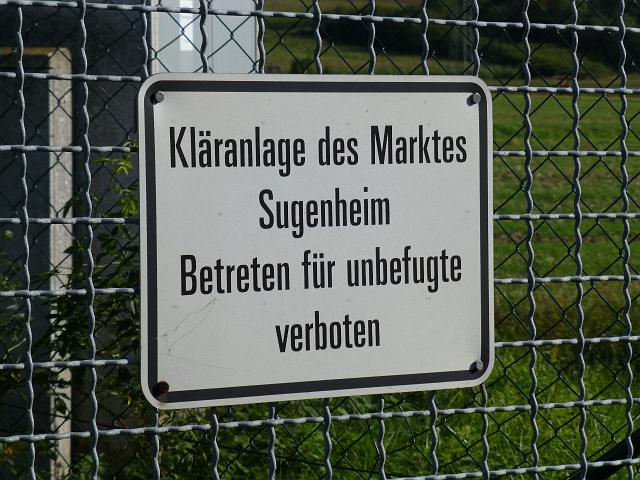 Kläranlage des Marktes
Sugenheim
Betreten für unbefugte
verboten